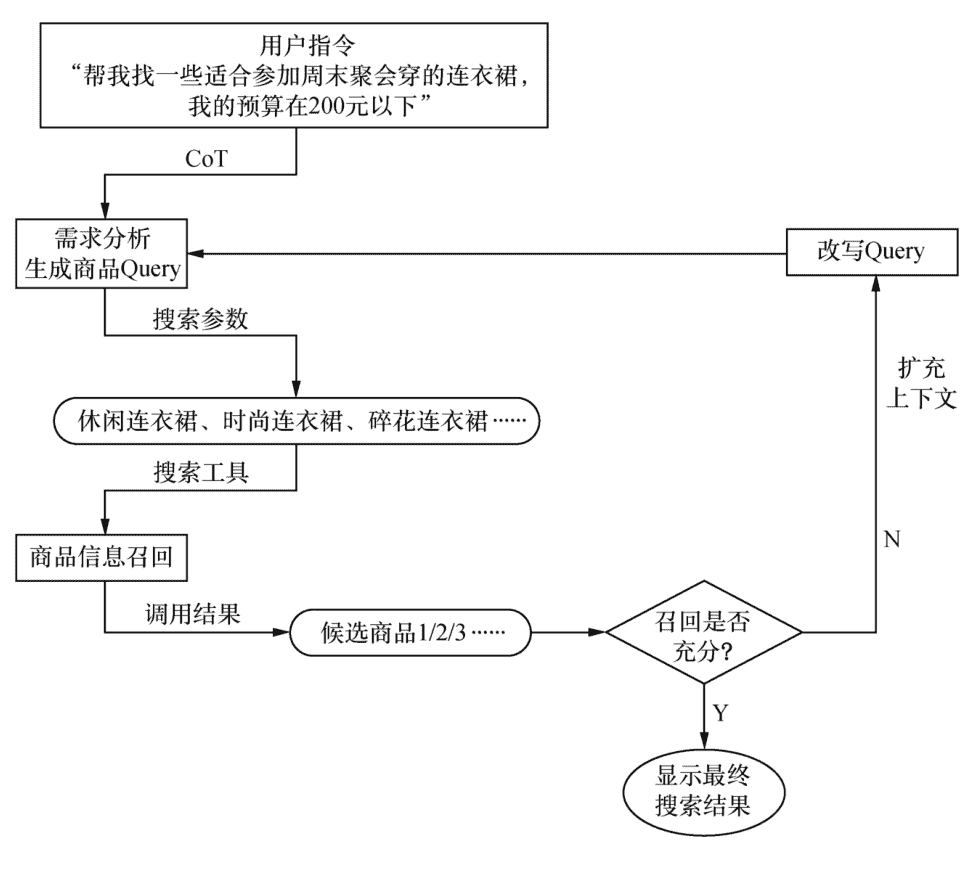 用户指令
“帮我找一些适合参加周末聚会穿的连衣裙，
我的预算在200元以下”
CoT
需求分析
生成商品Query
改写Query
搜索参数
扩充
上下文
休闲连衣裙、时尚连衣裙、碎花连衣裙……
搜索工具
商品信息召回
N
调用结果
候选商品1/2/3……
召回是否
充分?
Y
显示最终
搜索结果